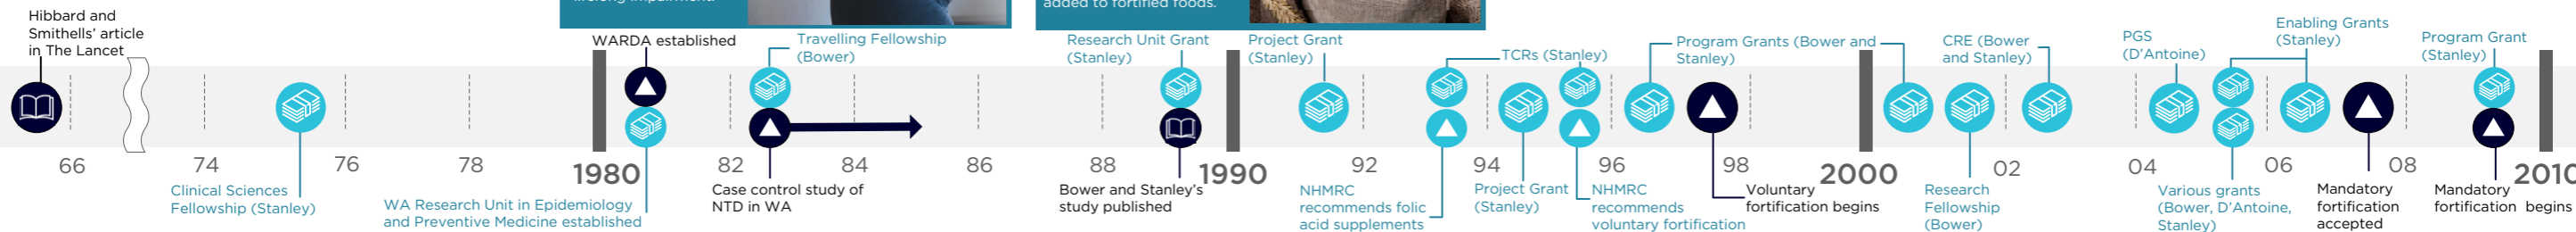 added to fortified foods.
Hibbard and
Smithells' article
in The Lancet
WARDA established
Travelling Fellowship
(Bower)
Research Unit Grant
(Stanley)
Project Grant
(Stanley)
TCRs (Stanley)
Program Grants (Bower and
Stanley)
CRE (Bower
and Stanley)
PGS
(D'Antoine)
Enabling Grants
(Stanley)
Program Grant
(Stanley)
66
74
76
78
1980
82
84
86
88
1990
92
94
96
98
2000
02
04
06
08
2010
Clinical Sciences
Fellowship (Stanley)
WA Research Unit in Epidemiology
and Preventive Medicine established
Case control study of
NTD in WA
Bower and Stanley's
study published
NHMRC
recommends folic
acid supplements
Project Grant
(Stanley)
NHMRC
recommends
voluntary fortification
Voluntary
fortification begins
Research
Fellowship
(Bower)
Various grants
(Bower, D'Antoine,
Stanley)
Mandatory
fortification
accepted
Mandatory
fortification begins